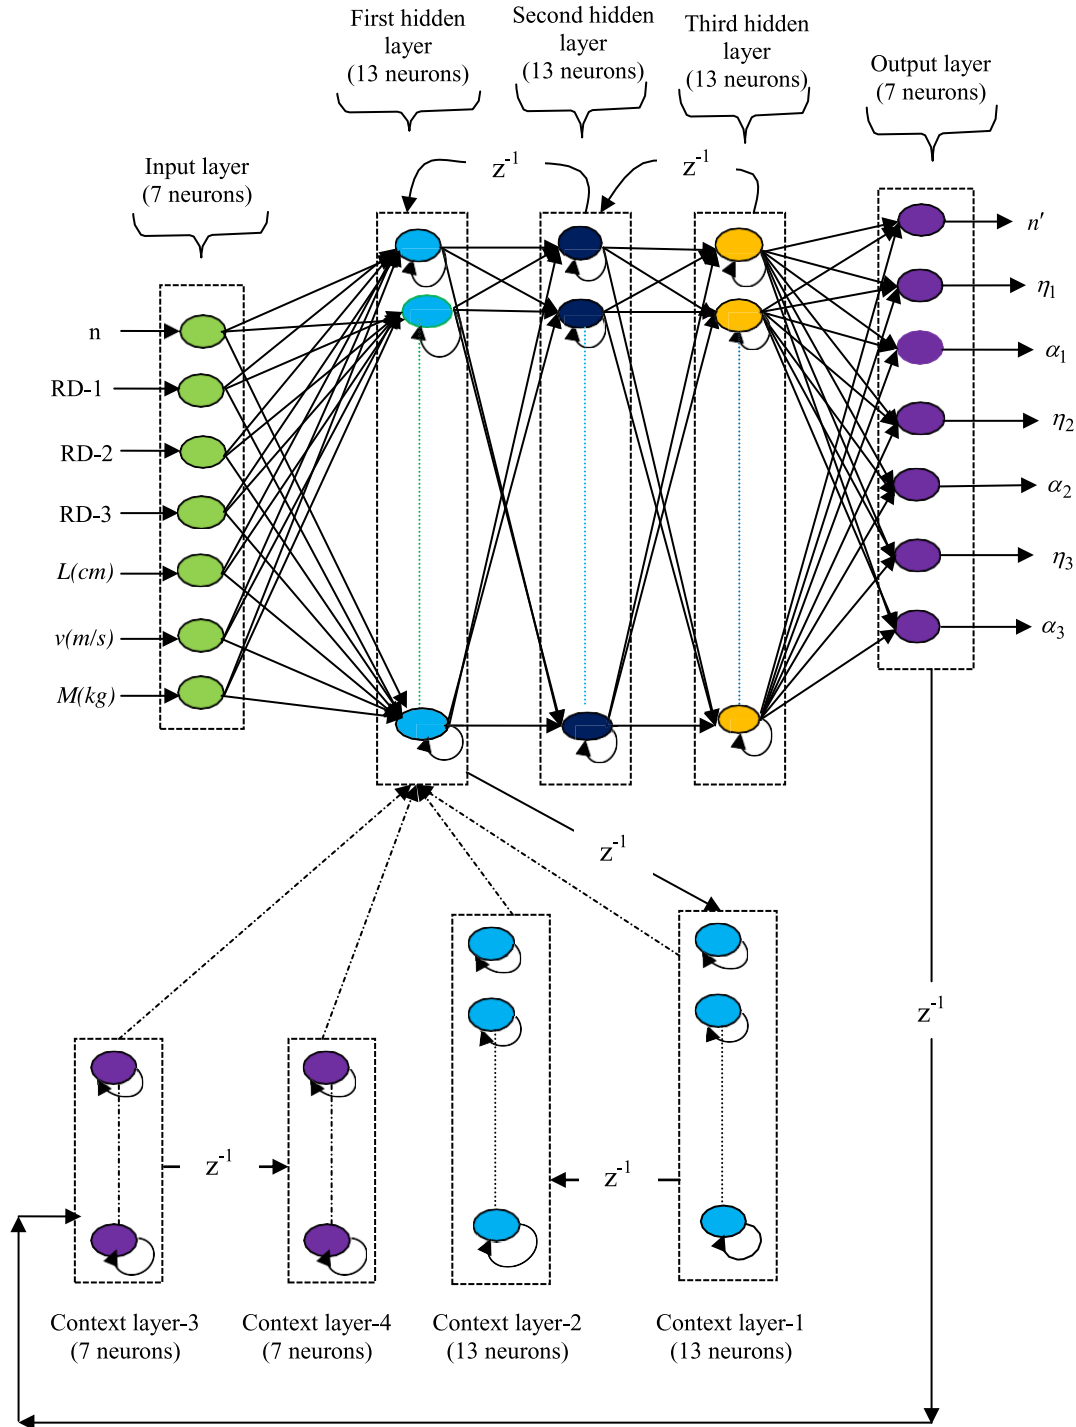 First hidden
layer
(13 neurons)
Second hidden
layer
(13 neurons)
Third hidden
layer
(13 neurons)
Output layer
(7 neurons)
Input layer
(7 neurons)
z⁻¹
z⁻¹
n
RD-1
RD-2
RD-3
L(cm)
v(m/s)
M(kg)
n′
η₁
α₁
η₂
α₂
η₃
α₃
z⁻¹
z⁻¹
z⁻¹
z⁻¹
Context layer-3
(7 neurons)
Context layer-4
(7 neurons)
Context layer-2
(13 neurons)
Context layer-1
(13 neurons)